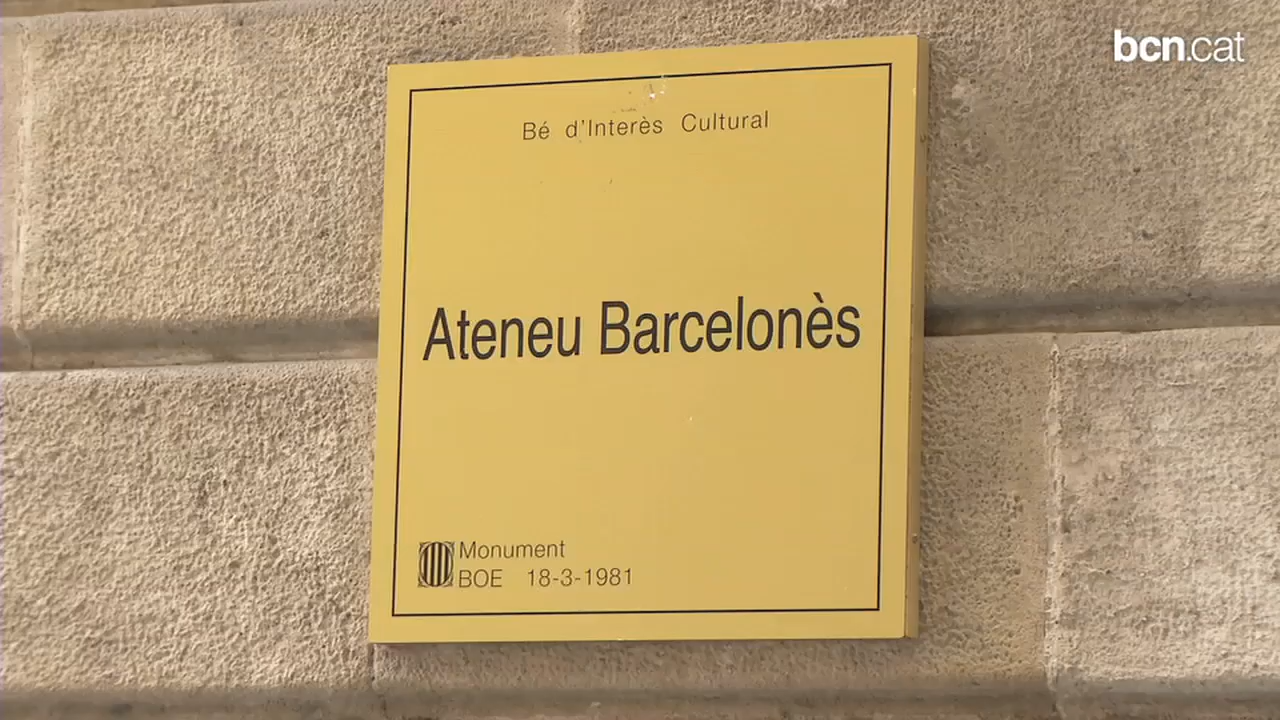 bcn.cat
Bé d'Interès Cultural
Ateneu Barcelonès
Monument
BOE 18-3-1981